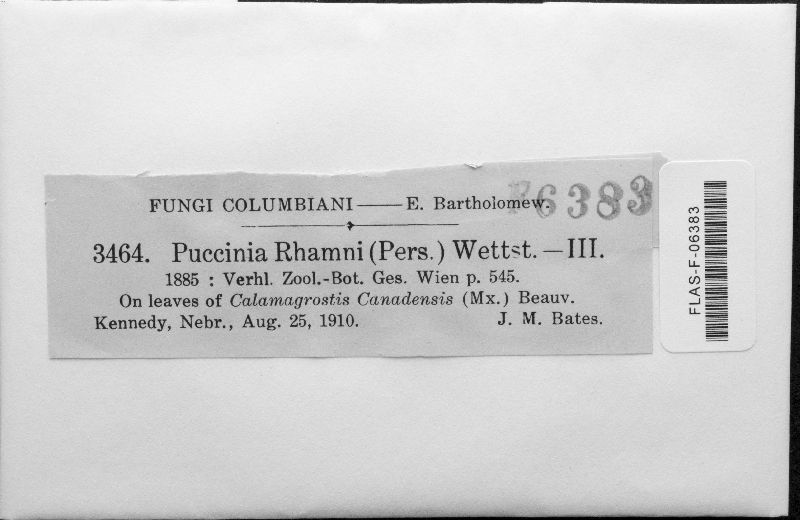 FUNGI COLUMBIANI — E. Bartholomew.
F6383
3464. Puccinia Rhamni (Pers.) Wettst. — III.
1885 : Verhl. Zool.-Bot. Ges. Wien p. 545.
On leaves of Calamagrostis Canadensis (Mx.) Beauv.
Kennedy, Nebr., Aug. 25, 1910. J. M. Bates.
FLAS-F-06383